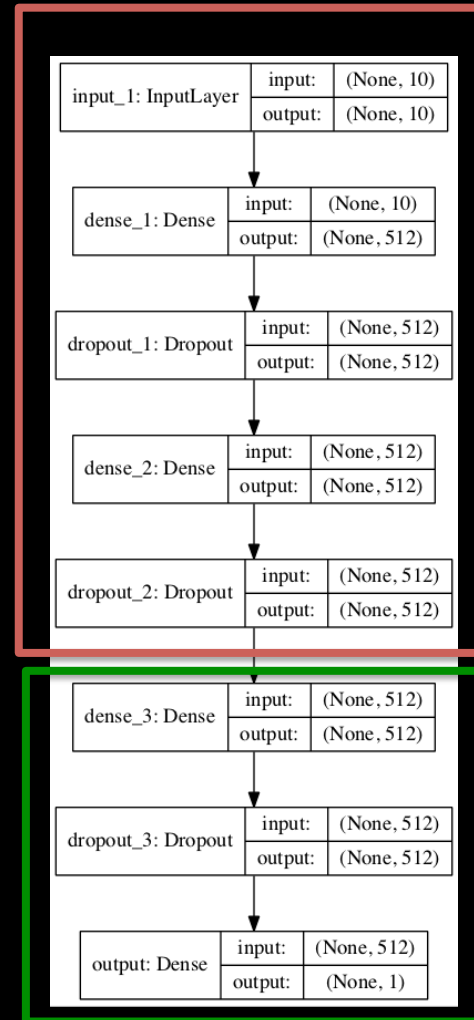 input_1: InputLayer
input: (None, 10)
output: (None, 10)
dense_1: Dense
input: (None, 10)
output: (None, 512)
dropout_1: Dropout
input: (None, 512)
output: (None, 512)
dense_2: Dense
input: (None, 512)
output: (None, 512)
dropout_2: Dropout
input: (None, 512)
output: (None, 512)
dense_3: Dense
input: (None, 512)
output: (None, 512)
dropout_3: Dropout
input: (None, 512)
output: (None, 512)
output: Dense
input: (None, 512)
output: (None, 1)